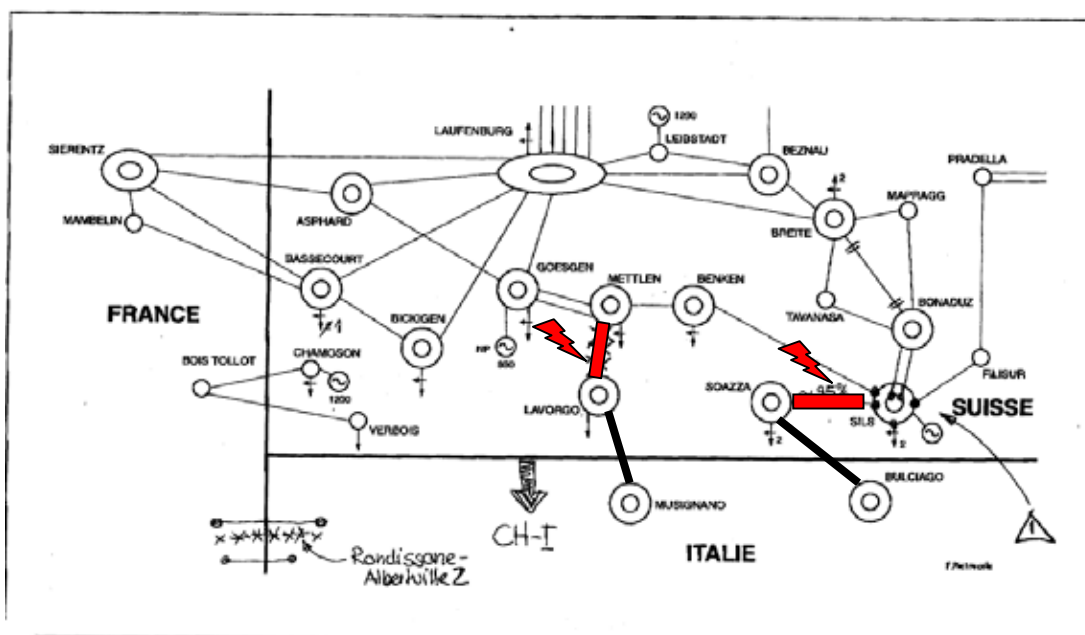 1200
LAUFENBURG
LEIBSTADT
SIERENTZ
BEZNAU
PRADELLA
2
MAPRAGG
MAMBELIN
ASPHARD
BREITE
BASSECOURT
GOESGEN
METTLEN
BENKEN
BONADUZ
FRANCE
TAVANASA
BICKIGEN
BOIS TOLLOT
CHAMOSON
1200
SOAZZA
FILISUR
LAVORGO
SILS
SUISSE
VERBOIS
2
2
BULCIAGO
MUSIGNANO
CH-I
ITALIE
1
Rondissone-
Albertville 2